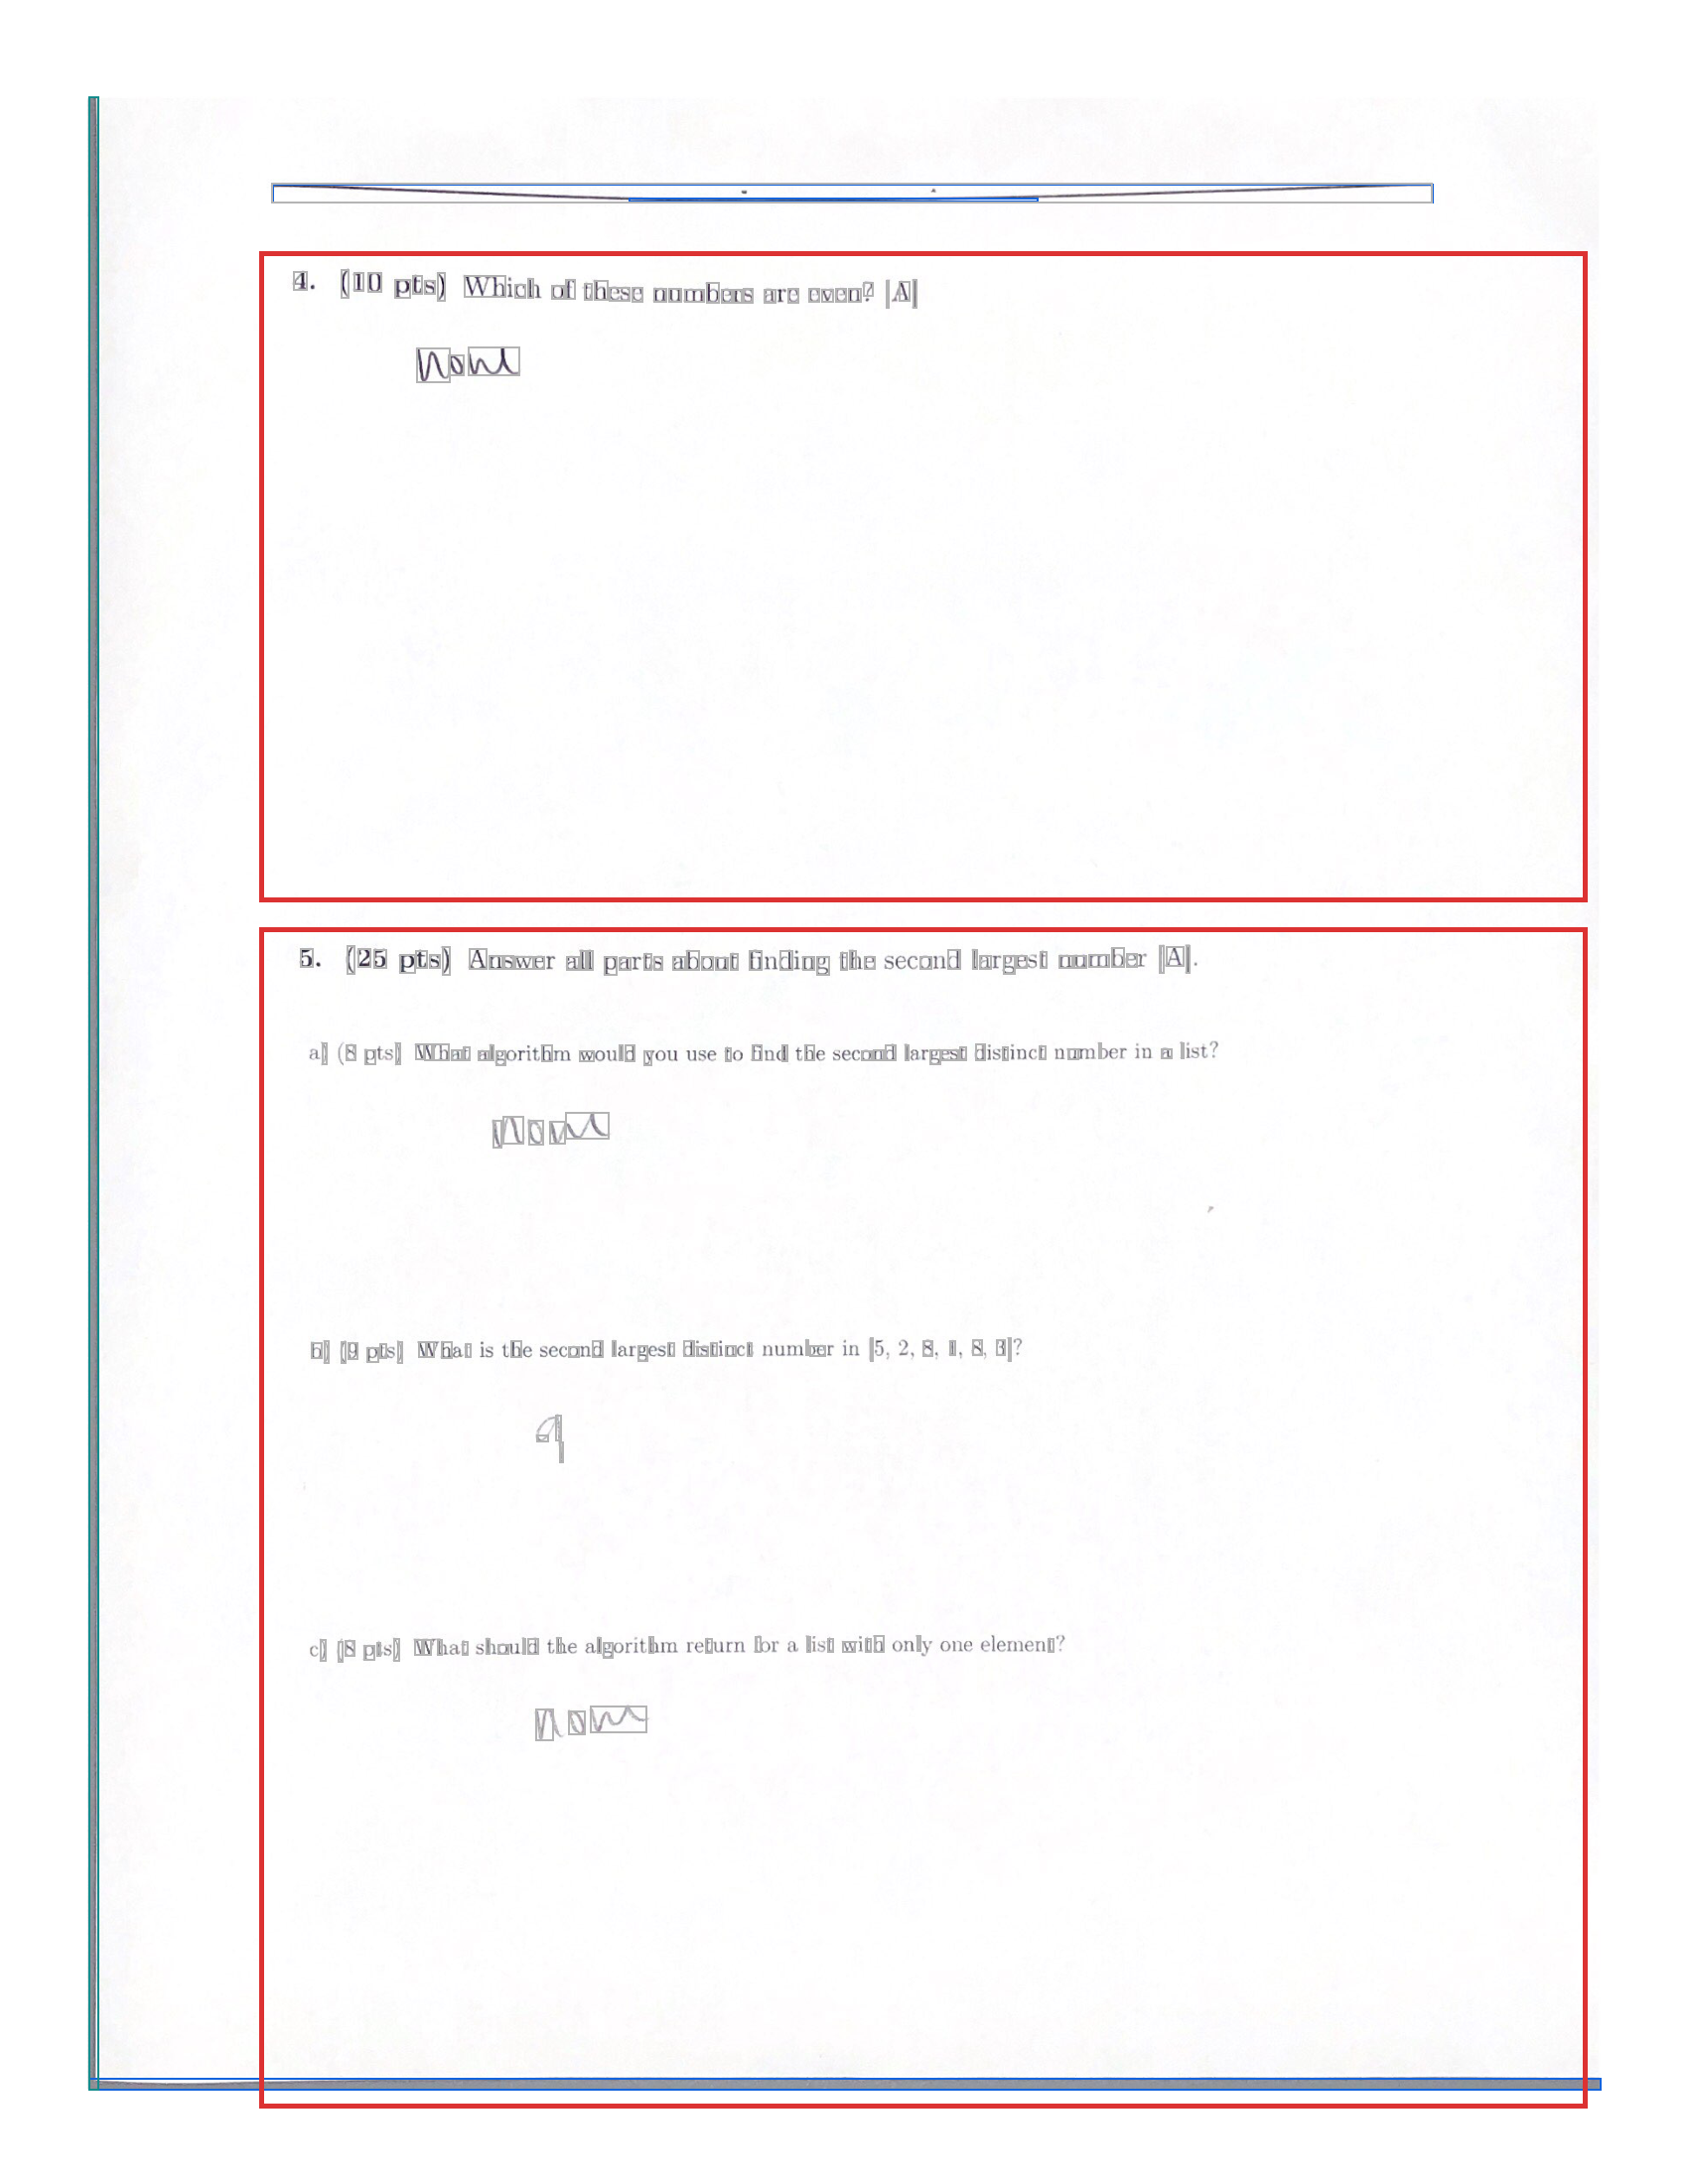 4. (10 pts) Which of these numbers are even? [A]
None
5. (25 pts) Answer all parts about finding the second largest number [A].
a) (8 pts) What algorithm would you use to find the second largest distinct number in a list?
None
b) (9 pts) What is the second largest distinct number in [5, 2, 8, 1, 8, 3]?
9
c) (8 pts) What should the algorithm return for a list with only one element?
None